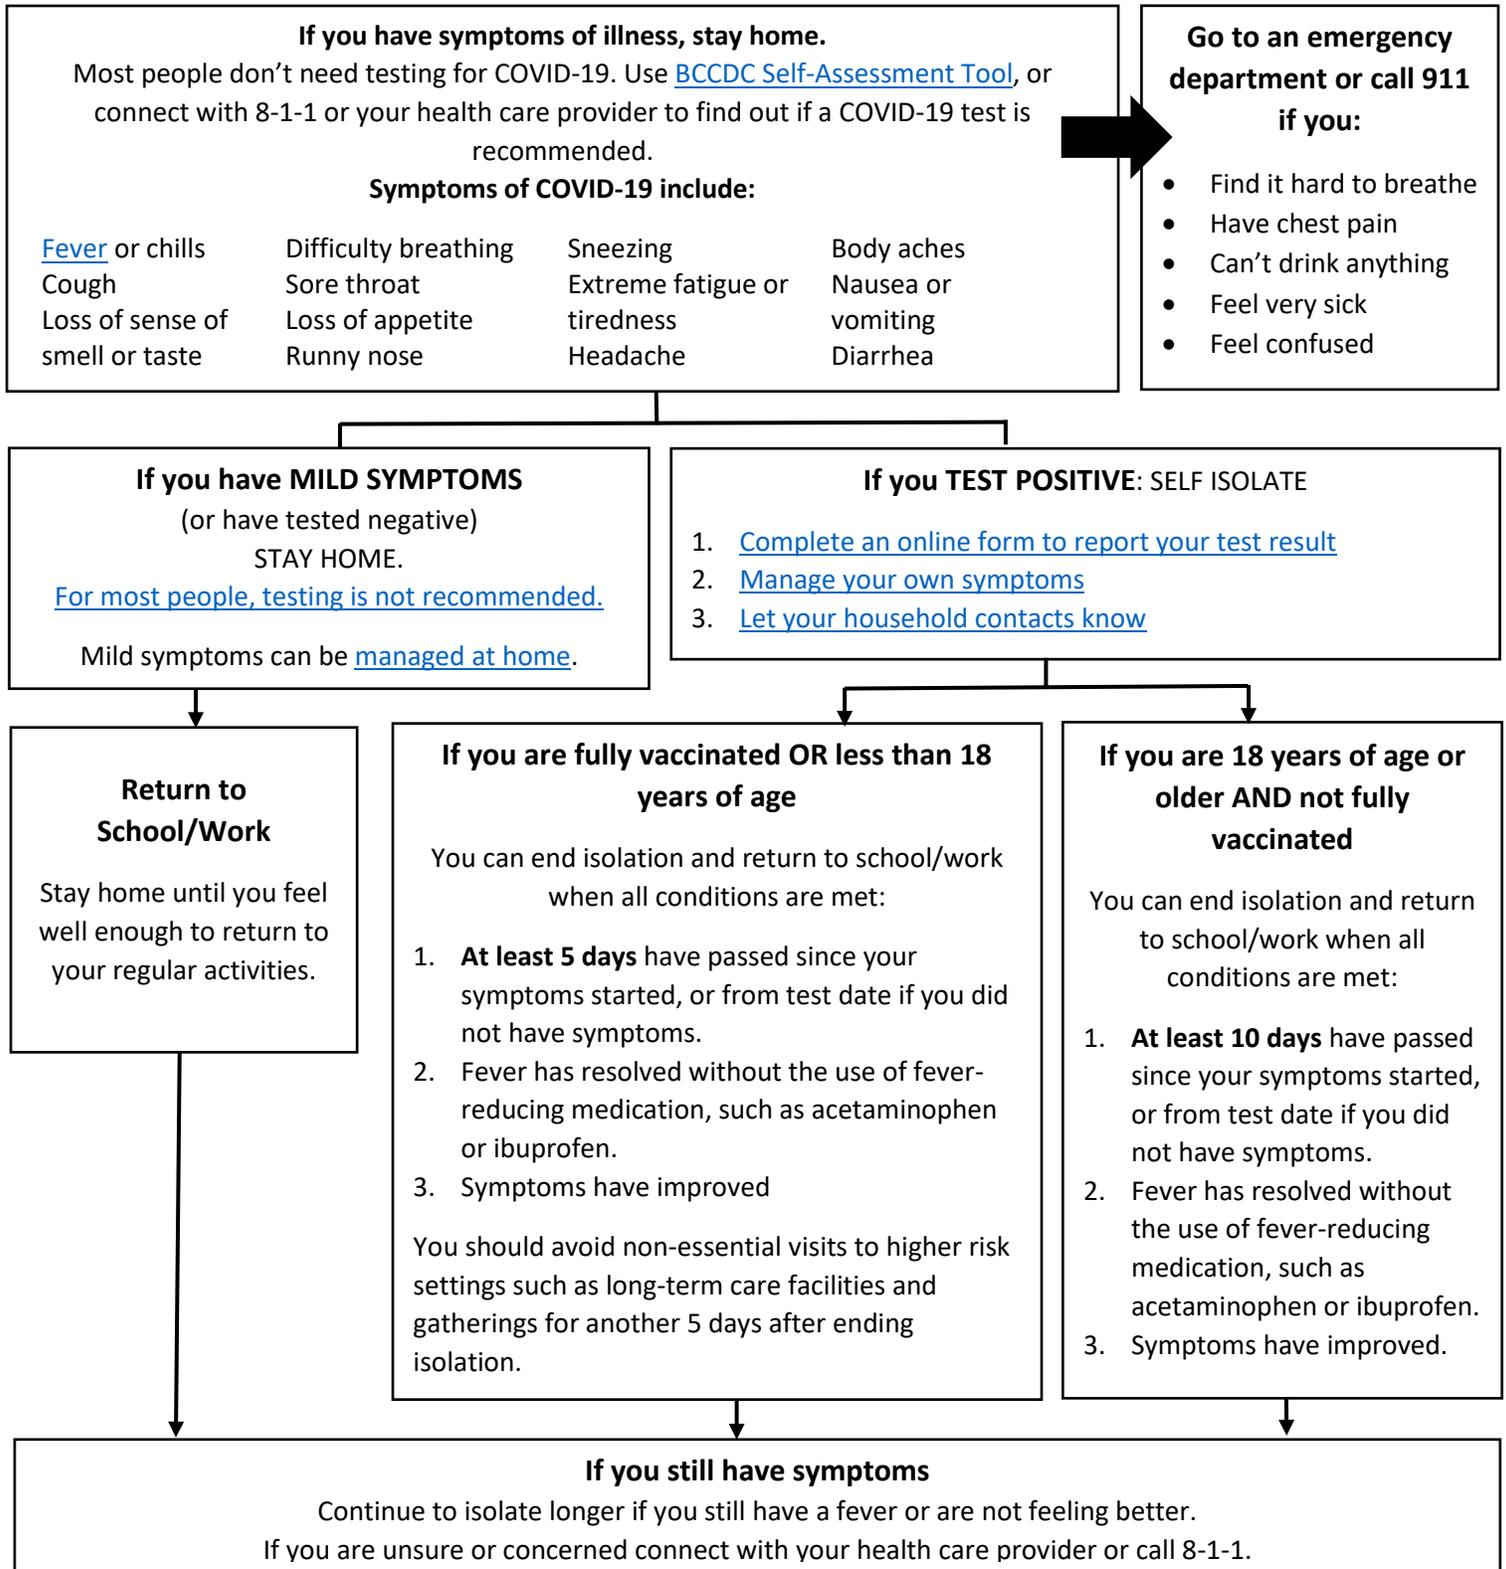 If you have symptoms of illness, stay home.
Most people don’t need testing for COVID-19. Use BCCDC Self-Assessment Tool, or
connect with 8-1-1 or your health care provider to find out if a COVID-19 test is
recommended.
Symptoms of COVID-19 include:
Fever or chills
Cough
Loss of sense of
smell or taste
Difficulty breathing
Sore throat
Loss of appetite
Runny nose
Sneezing
Extreme fatigue or
tiredness
Headache
Body aches
Nausea or
vomiting
Diarrhea
Go to an emergency
department or call 911
if you:
• Find it hard to breathe
• Have chest pain
• Can’t drink anything
• Feel very sick
• Feel confused
If you have MILD SYMPTOMS
(or have tested negative)
STAY HOME.
For most people, testing is not recommended.
Mild symptoms can be managed at home.
If you TEST POSITIVE: SELF ISOLATE
1. Complete an online form to report your test result
2. Manage your own symptoms
3. Let your household contacts know
Return to
School/Work
Stay home until you feel
well enough to return to
your regular activities.
If you are fully vaccinated OR less than 18
years of age
You can end isolation and return to school/work
when all conditions are met:
1. At least 5 days have passed since your
symptoms started, or from test date if you did
not have symptoms.
2. Fever has resolved without the use of fever-
reducing medication, such as acetaminophen
or ibuprofen.
3. Symptoms have improved
You should avoid non-essential visits to higher risk
settings such as long-term care facilities and
gatherings for another 5 days after ending
isolation.
If you are 18 years of age or
older AND not fully
vaccinated
You can end isolation and return
to school/work when all
conditions are met:
1. At least 10 days have passed
since your symptoms started,
or from test date if you did
not have symptoms.
2. Fever has resolved without
the use of fever-reducing
medication, such as
acetaminophen or ibuprofen.
3. Symptoms have improved.
If you still have symptoms
Continue to isolate longer if you still have a fever or are not feeling better.
If you are unsure or concerned connect with your health care provider or call 8-1-1.